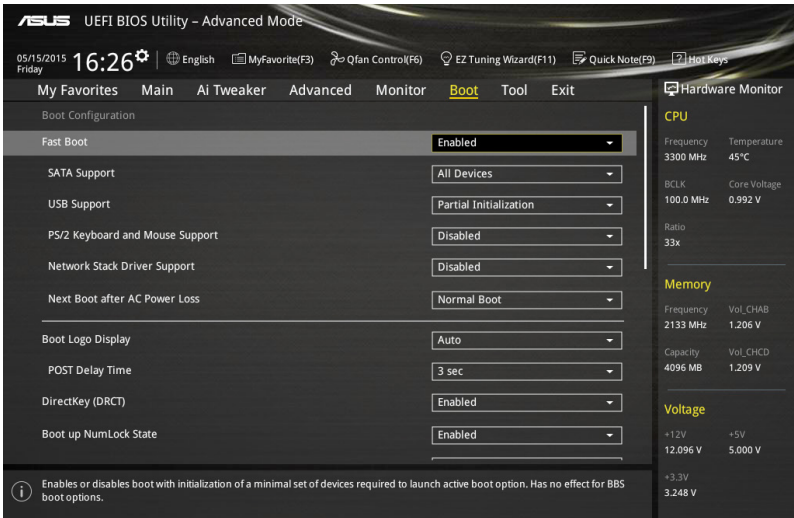 ASUS UEFI BIOS Utility – Advanced Mode
05/15/2015
Friday
16:26
English MyFavorite(F3) Qfan Control(F6) EZ Tuning Wizard(F11) Quick Note(F9) ? Hot Keys
My Favorites Main Ai Tweaker Advanced Monitor Boot Tool Exit
Boot Configuration
Fast Boot Enabled
SATA Support All Devices
USB Support Partial Initialization
PS/2 Keyboard and Mouse Support Disabled
Network Stack Driver Support Disabled
Next Boot after AC Power Loss Normal Boot
Boot Logo Display Auto
POST Delay Time 3 sec
DirectKey (DRCT) Enabled
Boot up NumLock State Enabled
i
Enables or disables boot with initialization of a minimal set of devices required to launch active boot option. Has no effect for BBS
boot options.
Hardware Monitor
CPU
Frequency Temperature
3300 MHz 45°C
BCLK Core Voltage
100.0 MHz 0.992 V
Ratio
33x
Memory
Frequency Vol_CHAB
2133 MHz 1.206 V
Capacity Vol_CHCD
4096 MB 1.209 V
Voltage
+12V +5V
12.096 V 5.000 V
+3.3V
3.248 V